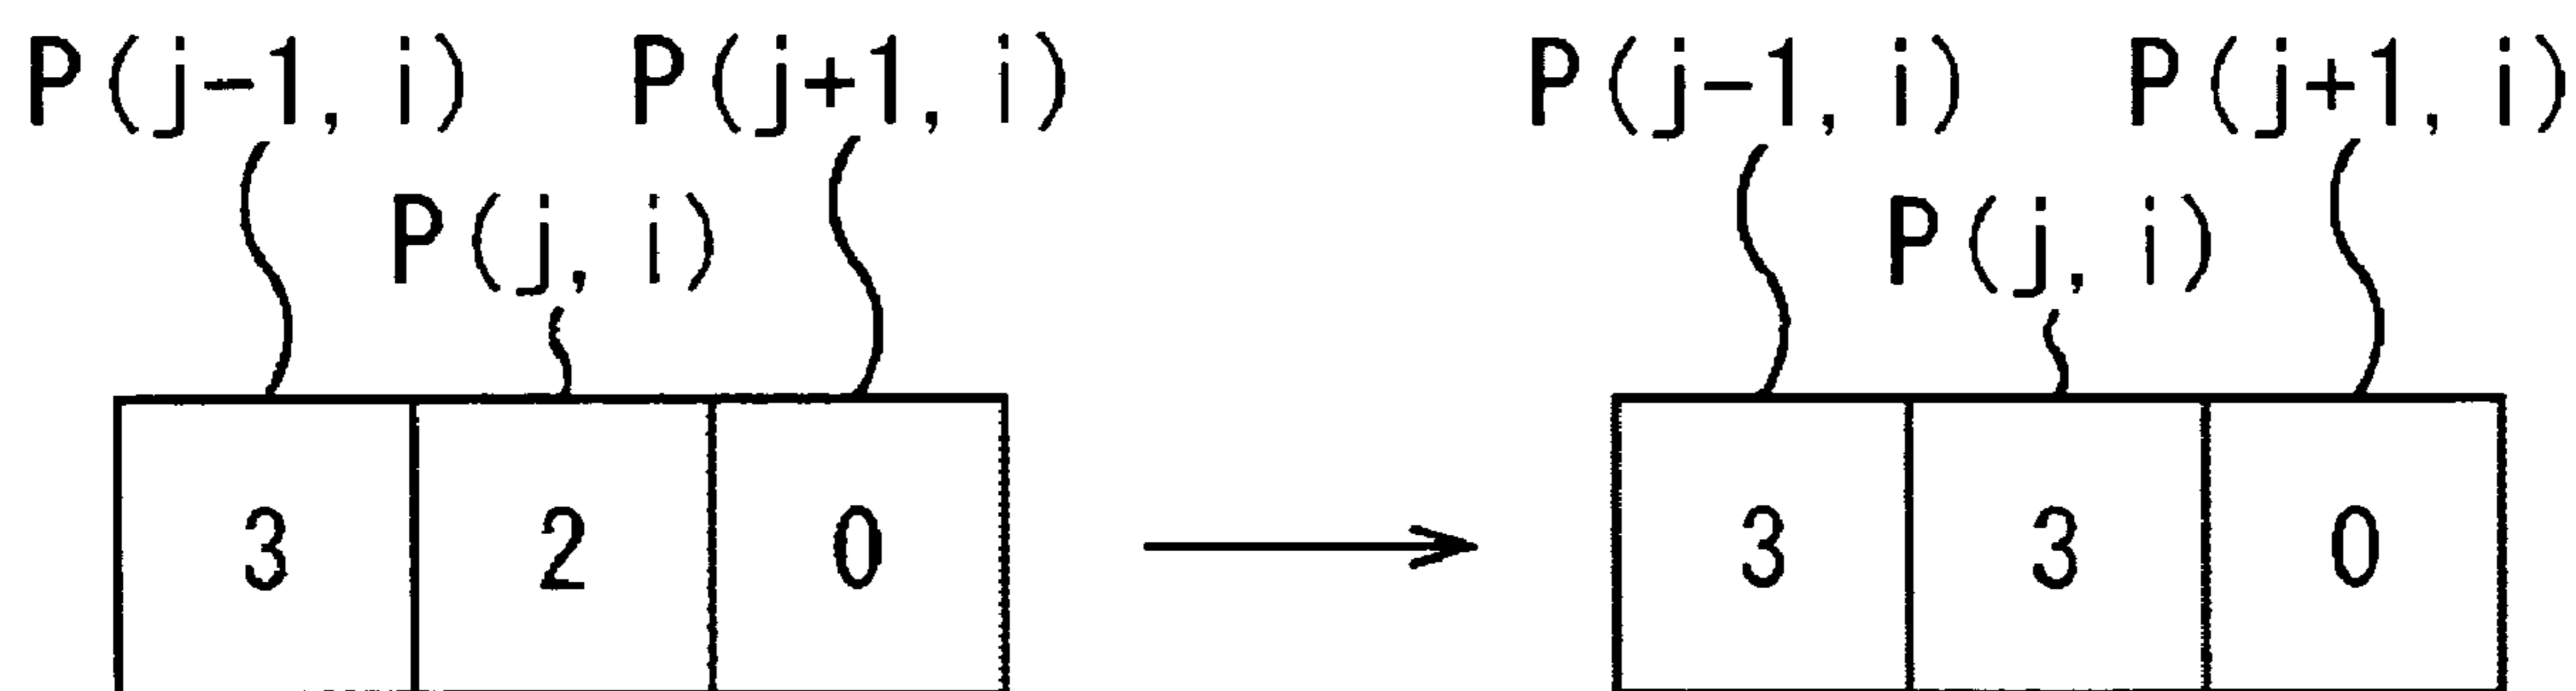 P(j-1, i) P(j+1, i) P(j-1, i) P(j+1, i)
P(j, i) P(j, i)
3 2 0 3 3 0